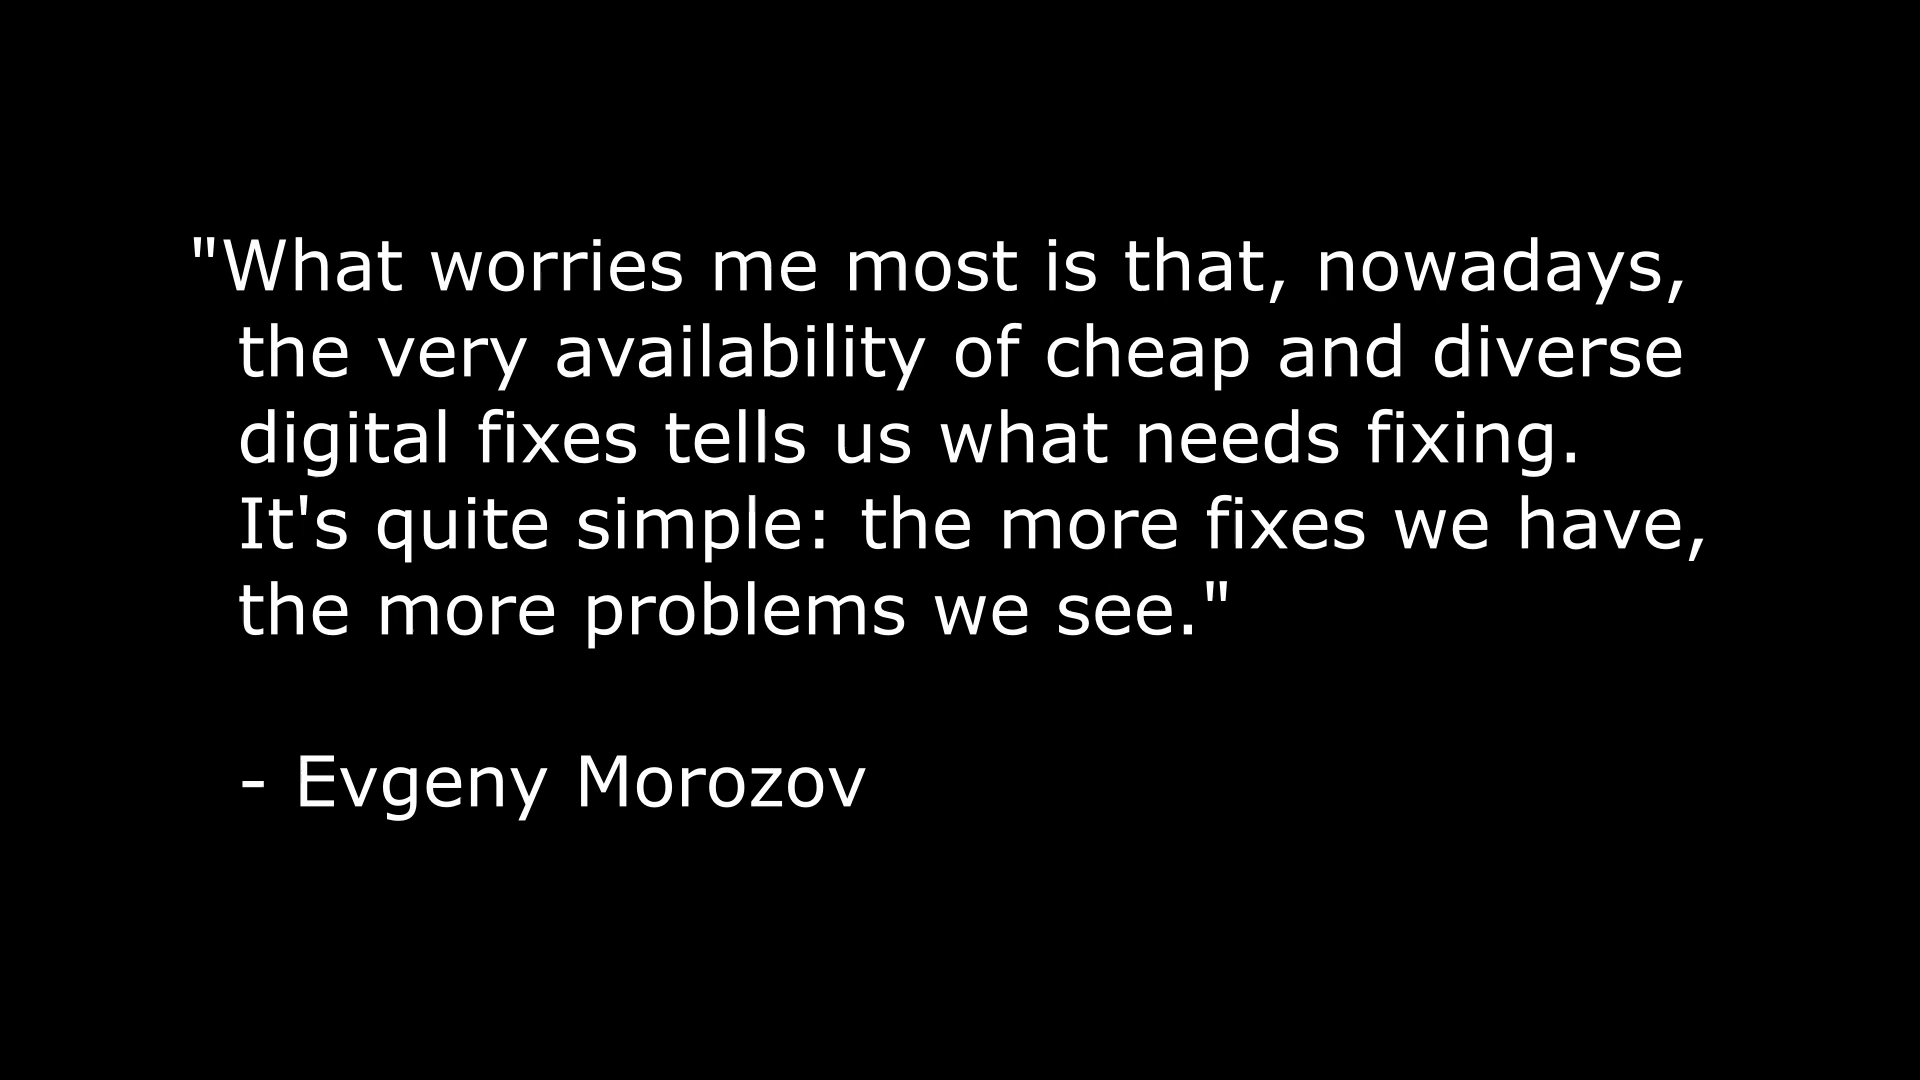 "What worries me most is that, nowadays,
the very availability of cheap and diverse
digital fixes tells us what needs fixing.
It's quite simple: the more fixes we have,
the more problems we see."
- Evgeny Morozov